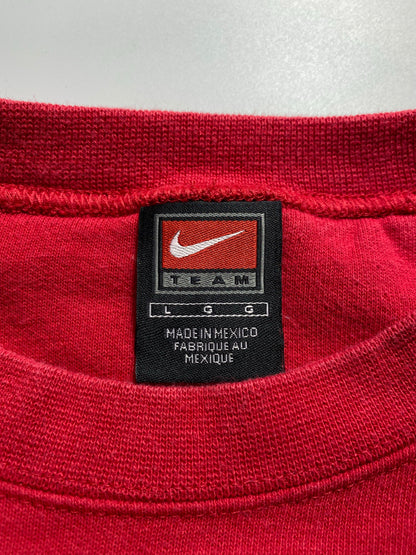 TEAM
L G G
MADE IN MEXICO
FABRIQUE AU
MEXIQUE